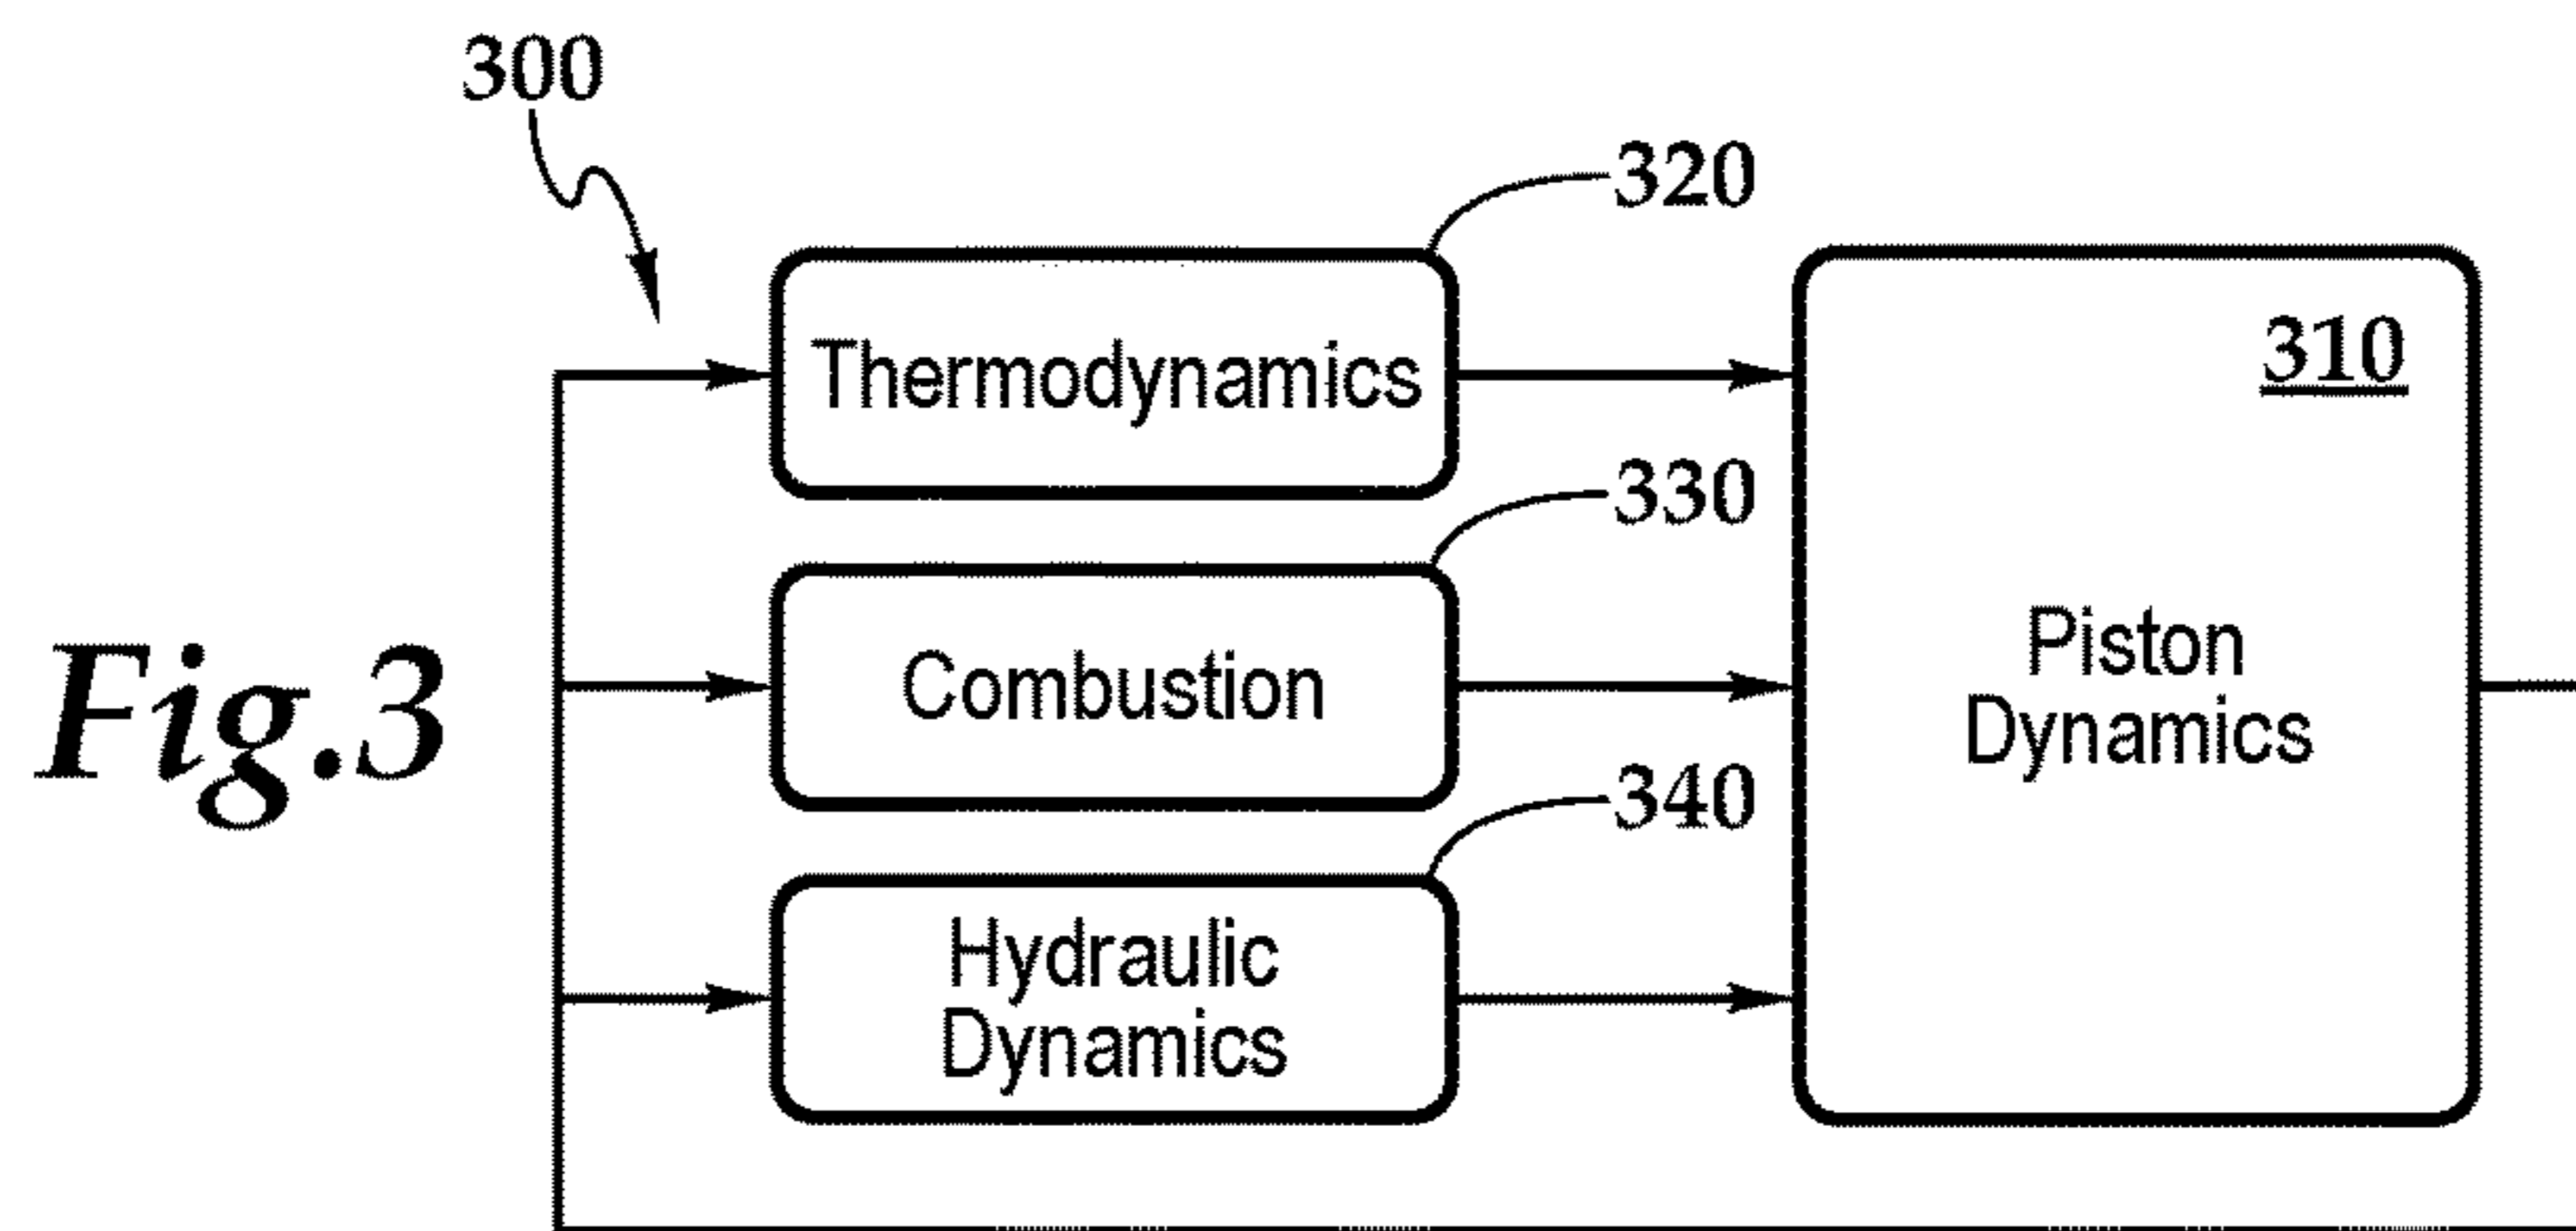 300
320
Thermodynamics
310
330
Combustion
Piston
Dynamics
Fig.3
340
Hydraulic
Dynamics